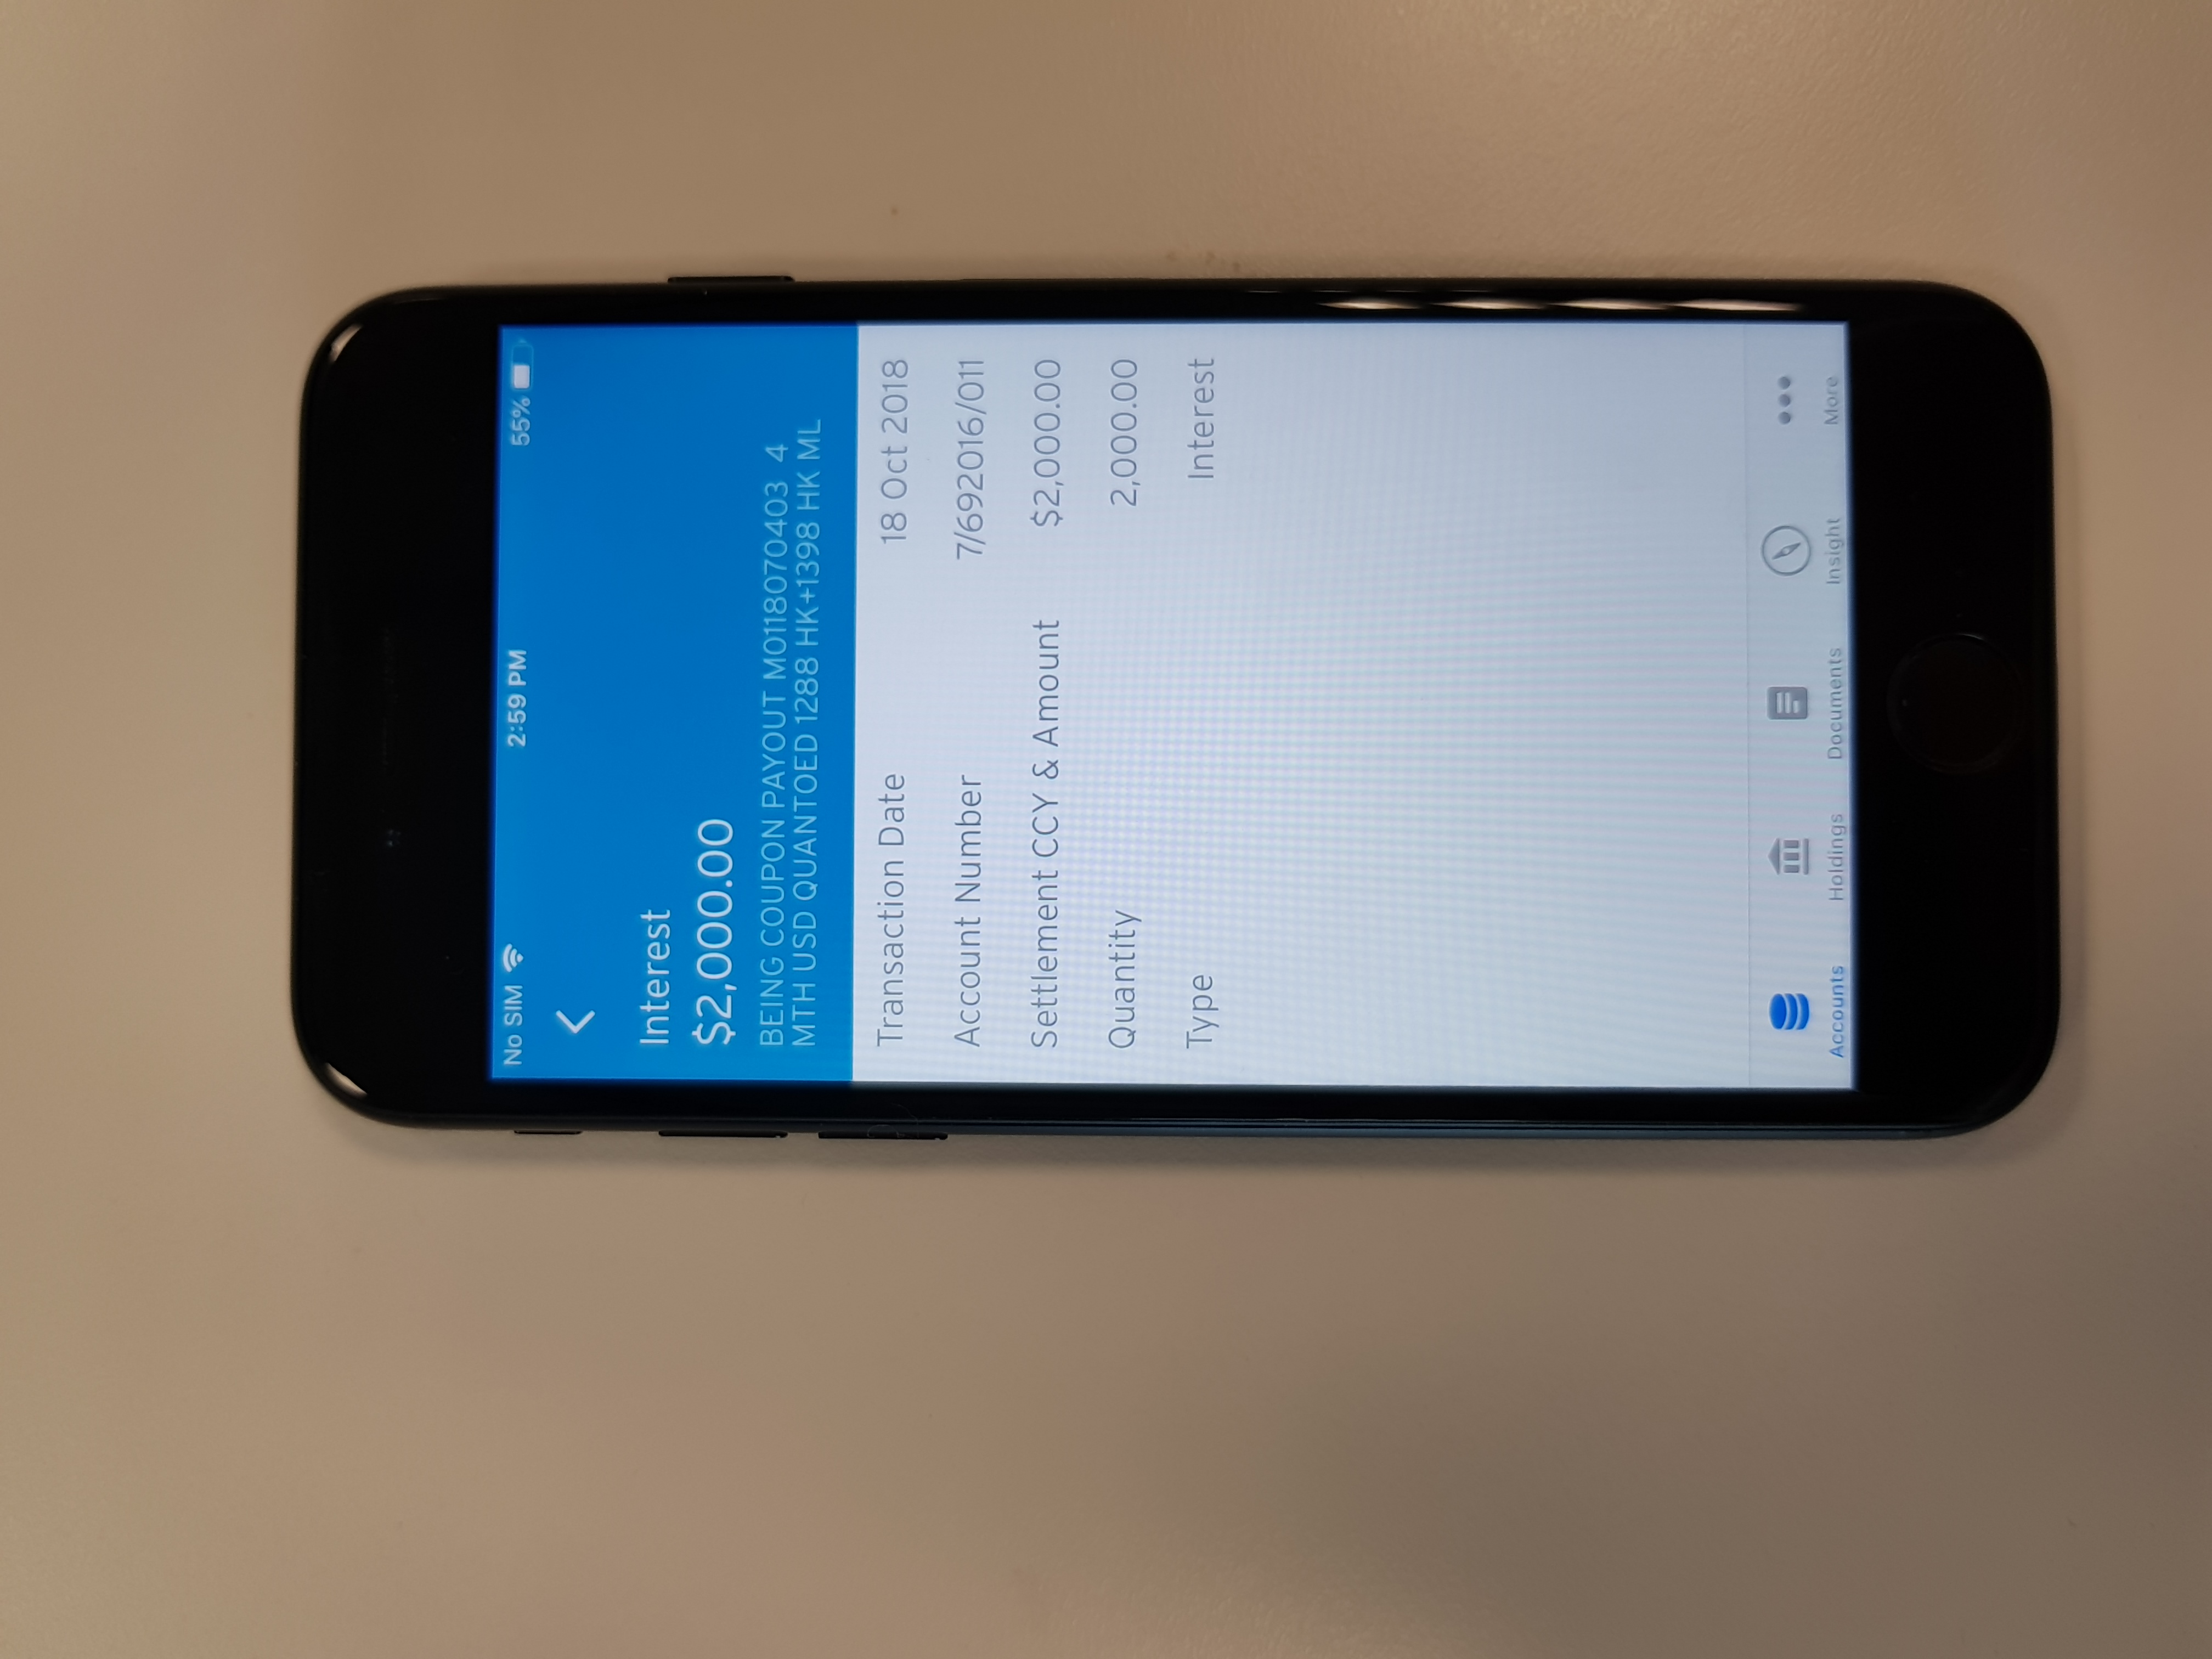 No SIM 2:59 PM 55%
Interest
$2,000.00
BEING COUPON PAYOUT M0118070403 4
MTH USD QUANTOED 1288 HK+1398 HK ML
Transaction Date 18 Oct 2018
Account Number 7/692016/011
Settlement CCY & Amount $2,000.00
Quantity 2,000.00
Type Interest
Accounts Holdings Documents Insight More